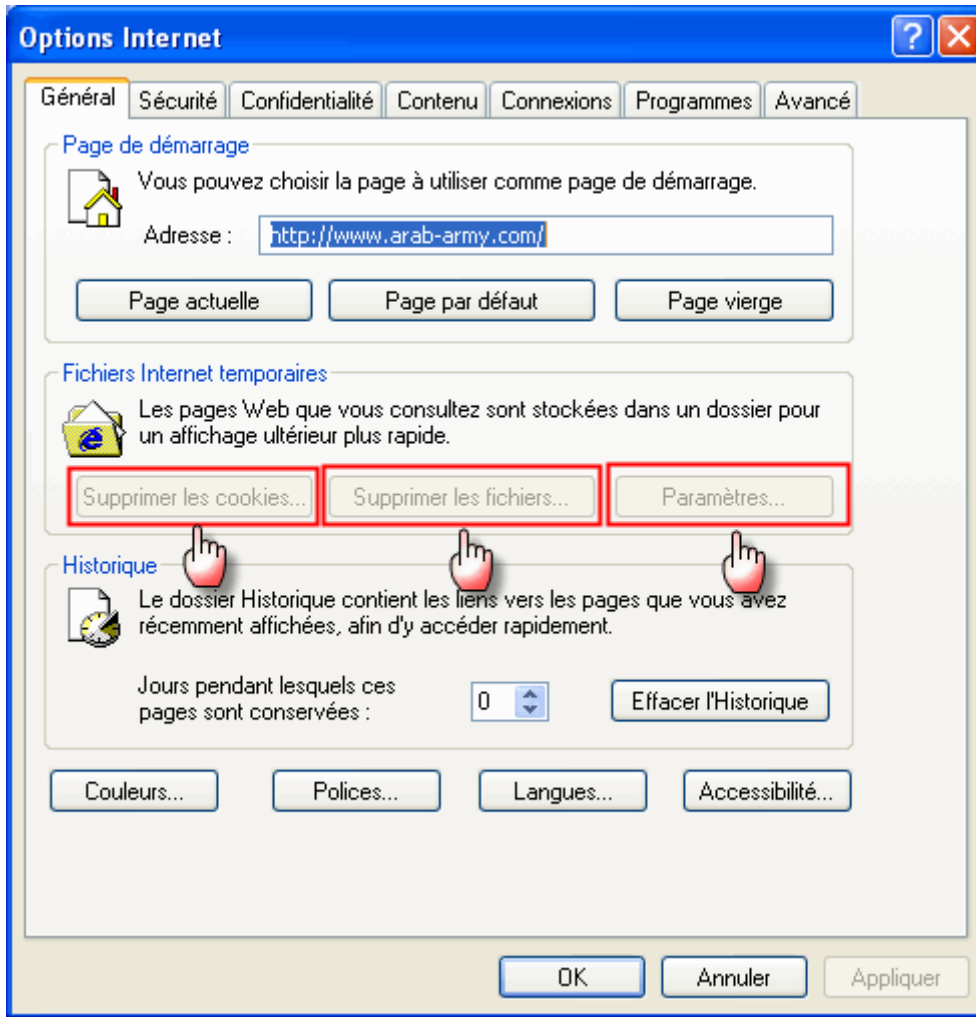 Options Internet
Général Sécurité Confidentialité Contenu Connexions Programmes Avancé
Page de démarrage
Vous pouvez choisir la page à utiliser comme page de démarrage.
Adresse : http://www.arab-army.com/
Page actuelle Page par défaut Page vierge
Fichiers Internet temporaires
Les pages Web que vous consultez sont stockées dans un dossier pour
un affichage ultérieur plus rapide.
Supprimer les cookies... Supprimer les fichiers... Paramètres...
Historique
Le dossier Historique contient les liens vers les pages que vous avez
récemment affichées, afin d'y accéder rapidement.
Jours pendant lesquels ces
pages sont conservées : 0 Effacer l'Historique
Couleurs... Polices... Langues... Accessibilité...
OK Annuler Appliquer